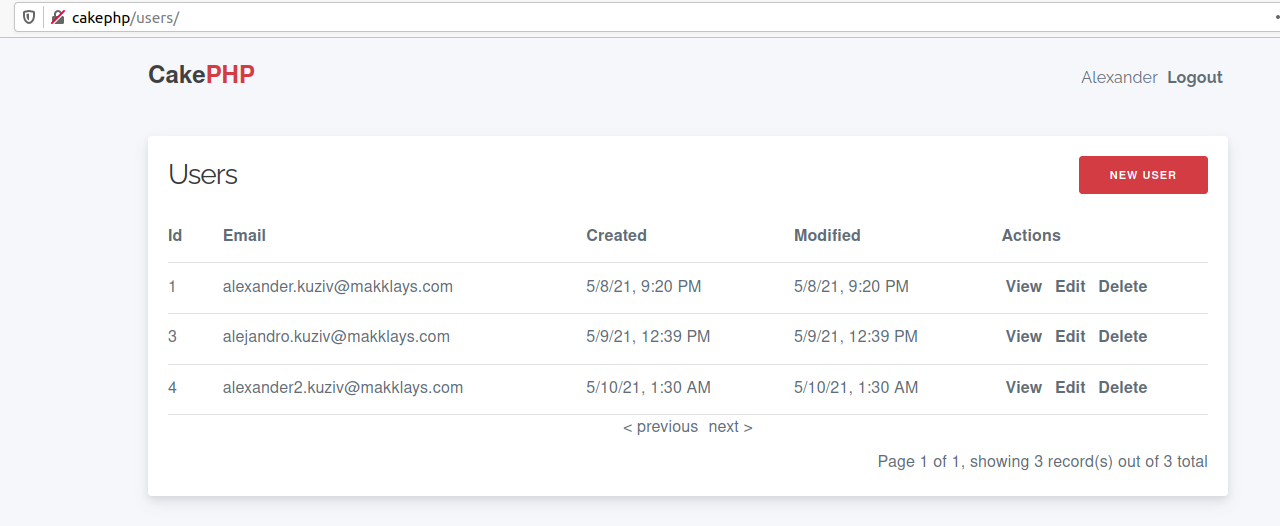 cakephp/users/
CakePHP
Alexander Logout
Users
NEW USER
Id Email Created Modified Actions
1 alexander.kuziv@makklays.com 5/8/21, 9:20 PM 5/8/21, 9:20 PM View Edit Delete
3 alejandro.kuziv@makklays.com 5/9/21, 12:39 PM 5/9/21, 12:39 PM View Edit Delete
4 alexander2.kuziv@makklays.com 5/10/21, 1:30 AM 5/10/21, 1:30 AM View Edit Delete
< previous next >
Page 1 of 1, showing 3 record(s) out of 3 total